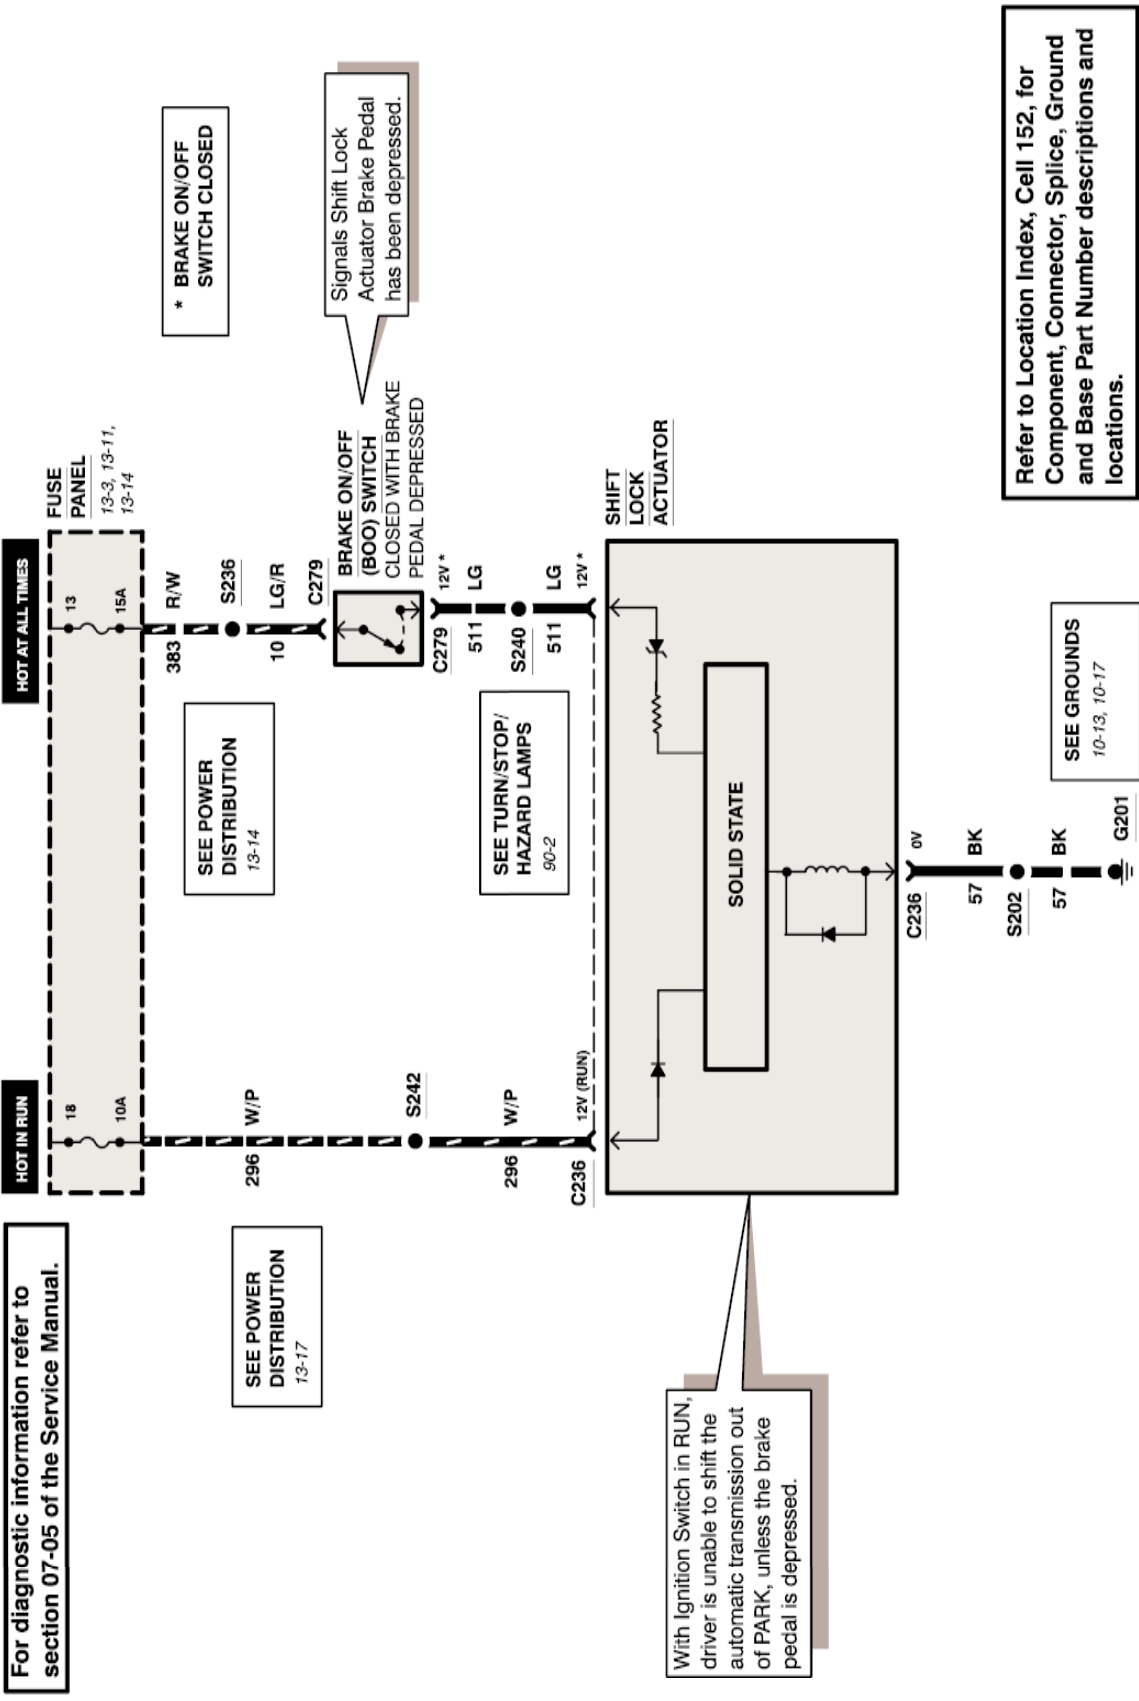 For diagnostic information refer to
section 07-05 of the Service Manual.
HOT IN RUN
HOT AT ALL TIMES
18
10A
13
15A
FUSE
PANEL
13-3, 13-11,
13-14
* BRAKE ON/OFF
SWITCH CLOSED
383
R/W
S236
10
LG/R
C279
SEE POWER
DISTRIBUTION
13-14
296
W/P
SEE POWER
DISTRIBUTION
13-17
BRAKE ON/OFF
(BOO) SWITCH
CLOSED WITH BRAKE
PEDAL DEPRESSED
Signals Shift Lock
Actuator Brake Pedal
has been depressed.
S242
C279
12V *
511
LG
S240
511
LG
12V *
SEE TURN/STOP/
HAZARD LAMPS
90-2
296
W/P
C236
12V (RUN)
SHIFT
LOCK
ACTUATOR
SOLID STATE
With Ignition Switch in RUN,
driver is unable to shift the
automatic transmission out
of PARK, unless the brake
pedal is depressed.
C236
0V
57
BK
S202
57
BK
G201
SEE GROUNDS
10-13, 10-17
Refer to Location Index, Cell 152, for
Component, Connector, Splice, Ground
and Base Part Number descriptions and
locations.